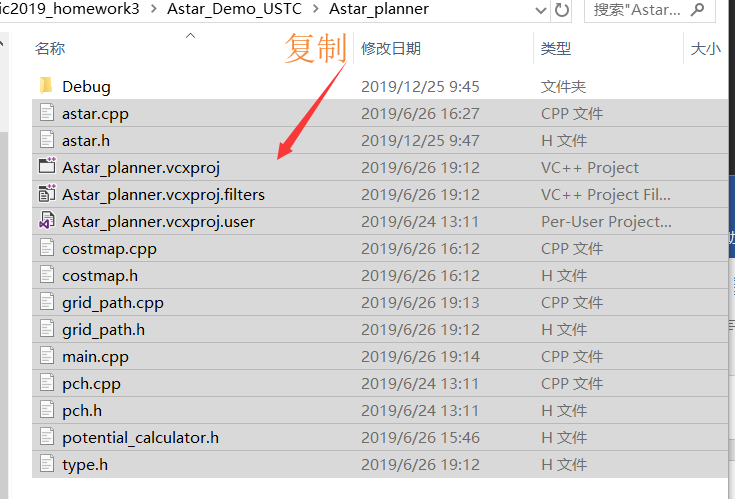 ic2019_homework3 > Astar_Demo_USTC > Astar_planner 搜索"Astar...
名称 修改日期 类型 大小
复制
Debug 2019/12/25 9:45 文件夹
astar.cpp 2019/6/26 16:27 CPP 文件
astar.h 2019/12/25 9:47 H 文件
Astar_planner.vcxproj 2019/6/26 19:12 VC++ Project
Astar_planner.vcxproj.filters 2019/6/26 19:12 VC++ Project Fil...
Astar_planner.vcxproj.user 2019/6/24 13:11 Per-User Project...
costmap.cpp 2019/6/26 16:12 CPP 文件
costmap.h 2019/6/26 16:12 H 文件
grid_path.cpp 2019/6/26 19:13 CPP 文件
grid_path.h 2019/6/26 19:12 H 文件
main.cpp 2019/6/26 19:14 CPP 文件
pch.cpp 2019/6/24 13:11 CPP 文件
pch.h 2019/6/24 13:11 H 文件
potential_calculator.h 2019/6/26 15:46 H 文件
type.h 2019/6/26 19:12 H 文件